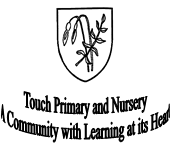 Touch Primary and Nursery
A Community with Learning at its Heart